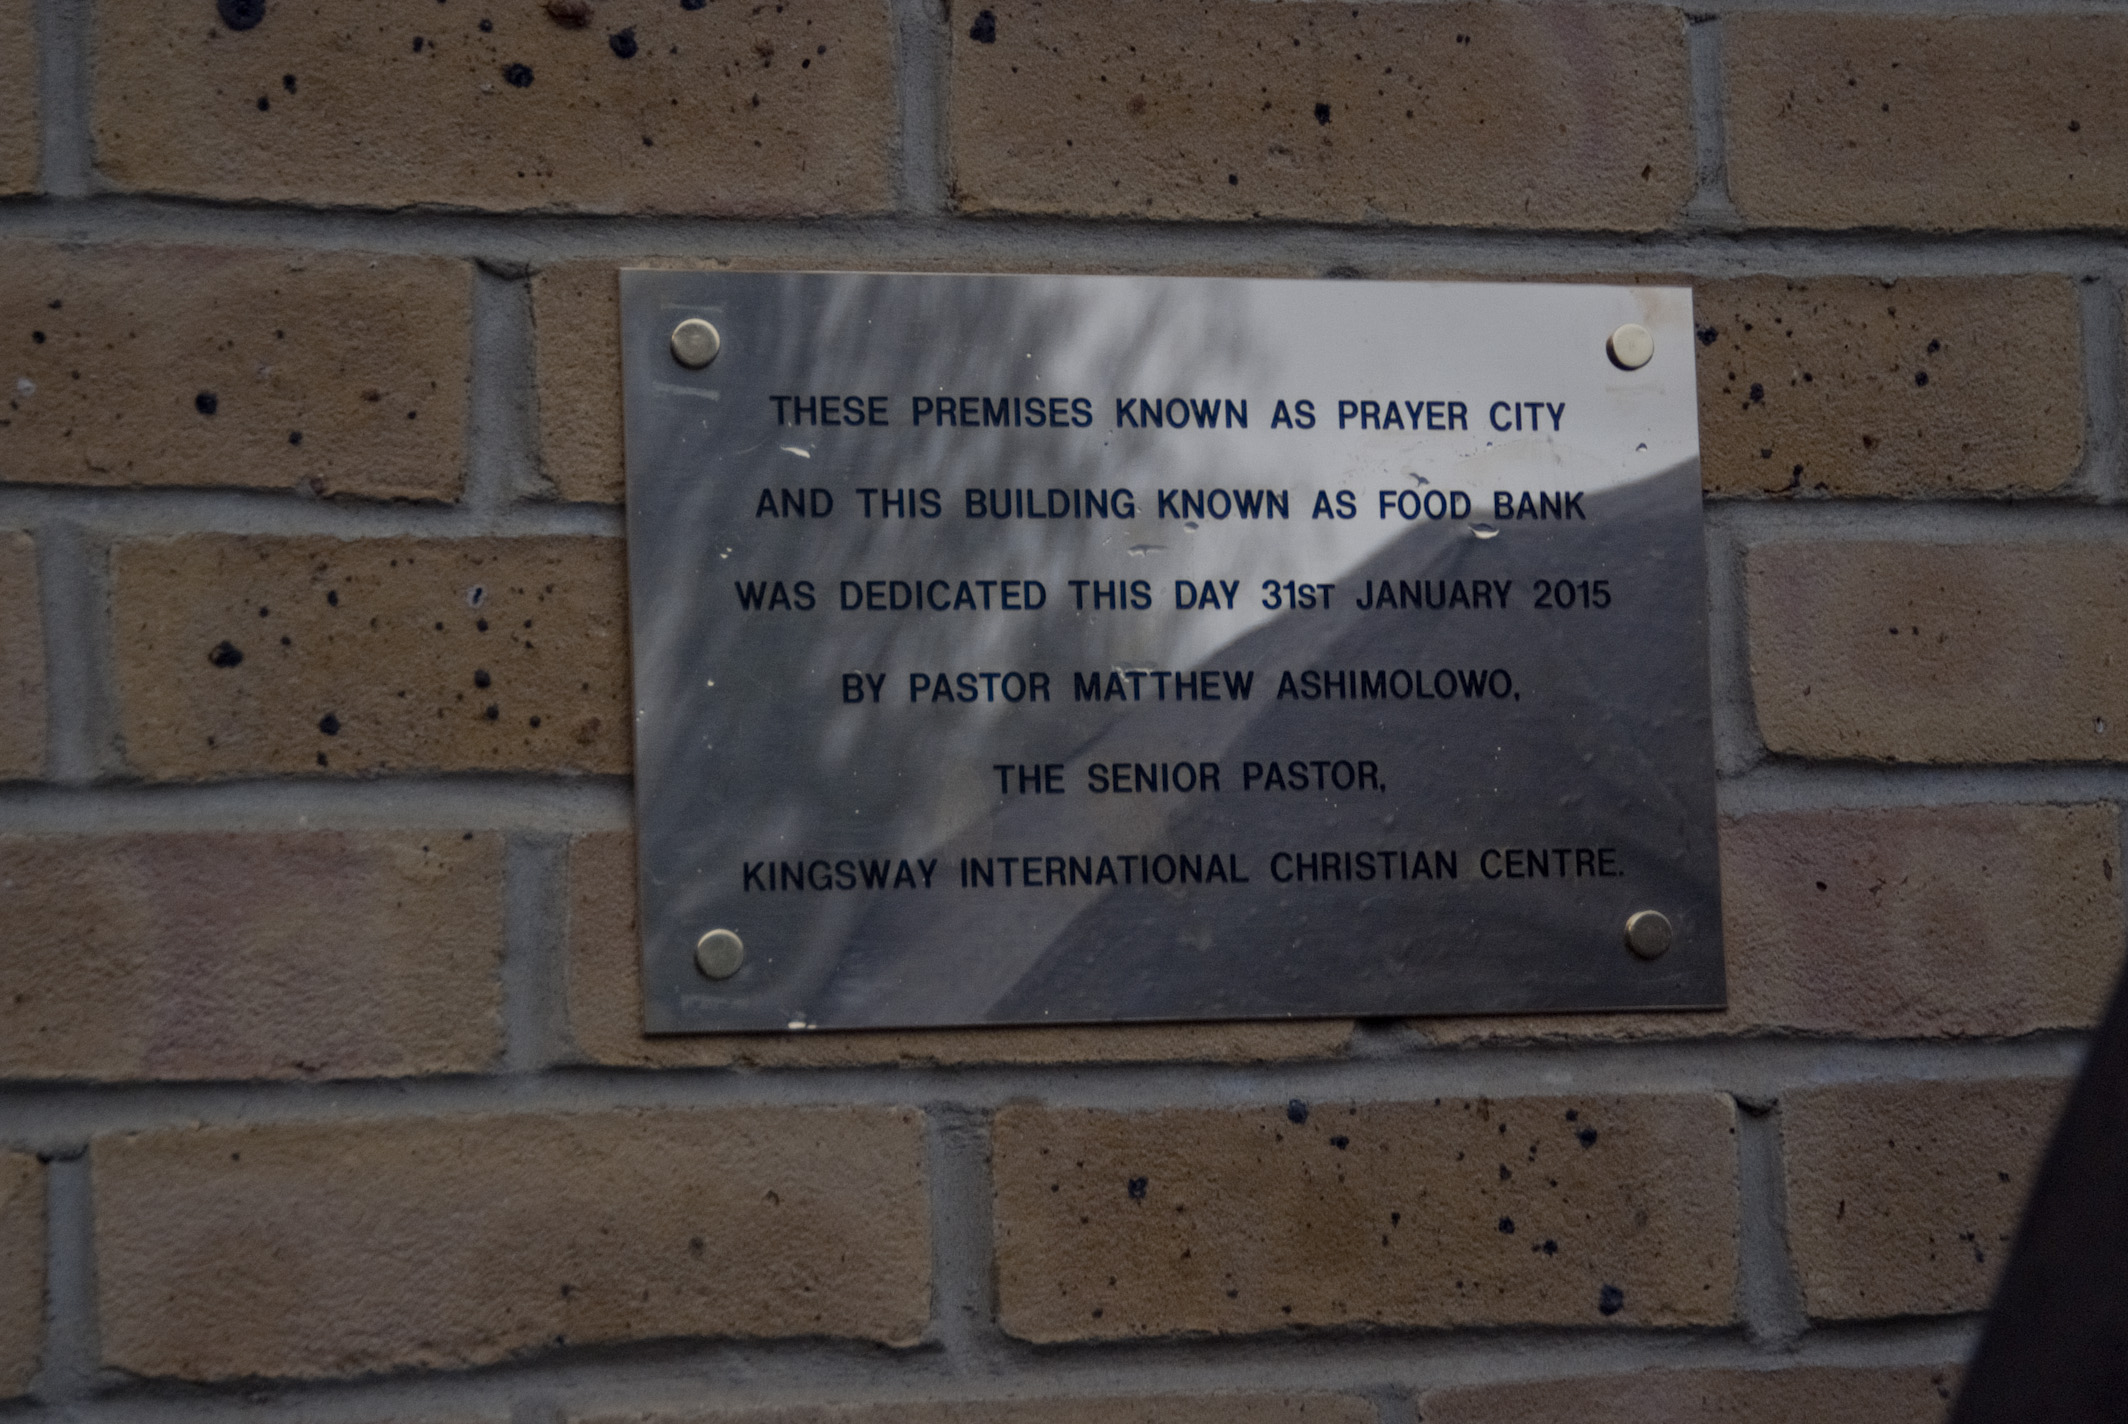 THESE PREMISES KNOWN AS PRAYER CITY
AND THIS BUILDING KNOWN AS FOOD BANK
WAS DEDICATED THIS DAY 31ST JANUARY 2015
BY PASTOR MATTHEW ASHIMOLOWO,
THE SENIOR PASTOR,
KINGSWAY INTERNATIONAL CHRISTIAN CENTRE.